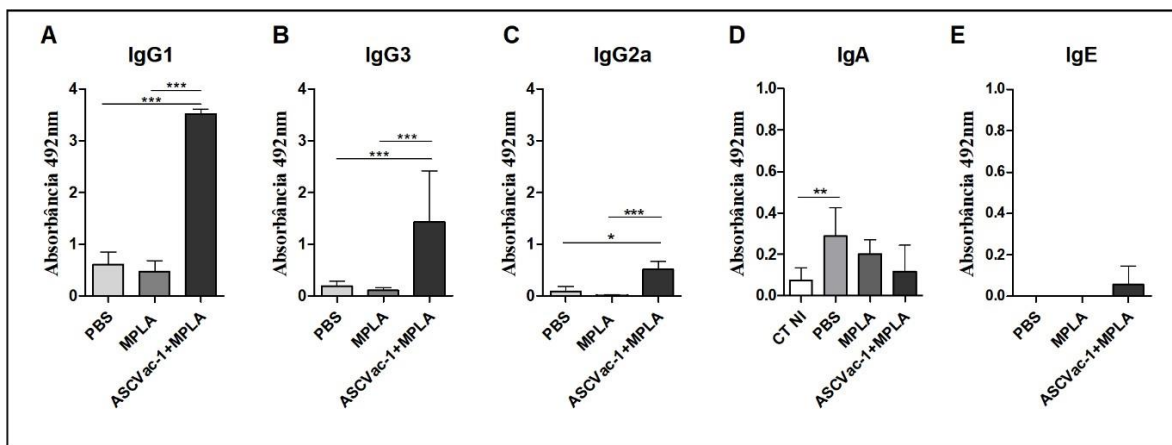 A
IgG1
Absorbância 492nm
4
3
2
1
0
***
***
PBS
MPLA
ASCVac-1+MPLA
B
IgG3
Absorbância 492nm
4
3
2
1
0
***
***
PBS
MPLA
ASCVac-1+MPLA
C
IgG2a
Absorbância 492nm
4
3
2
1
0
***
*
PBS
MPLA
ASCVac-1+MPLA
D
IgA
Absorbância 492nm
1.0
0.8
0.6
0.4
0.2
0.0
**
CT NI
PBS
MPLA
ASCVac-1+MPLA
E
IgE
Absorbância 492nm
1.0
0.8
0.6
0.4
0.2
0.0
PBS
MPLA
ASCVac-1+MPLA